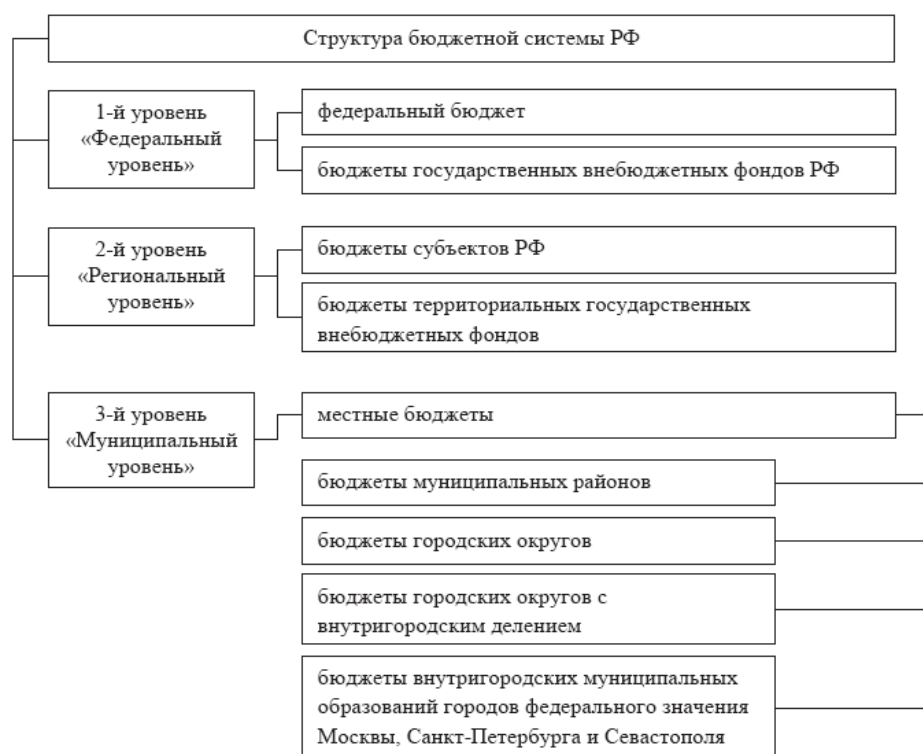 Структура бюджетной системы РФ
1-й уровень
«Федеральный
уровень»
федеральный бюджет
бюджеты государственных внебюджетных фондов РФ
2-й уровень
«Региональный
уровень»
бюджеты субъектов РФ
бюджеты территориальных государственных
внебюджетных фондов
3-й уровень
«Муниципальный
уровень»
местные бюджеты
бюджеты муниципальных районов
бюджеты городских округов
бюджеты городских округов с
внутригородским делением
бюджеты внутригородских муниципальных
образований городов федерального значения
Москвы, Санкт-Петербурга и Севастополя